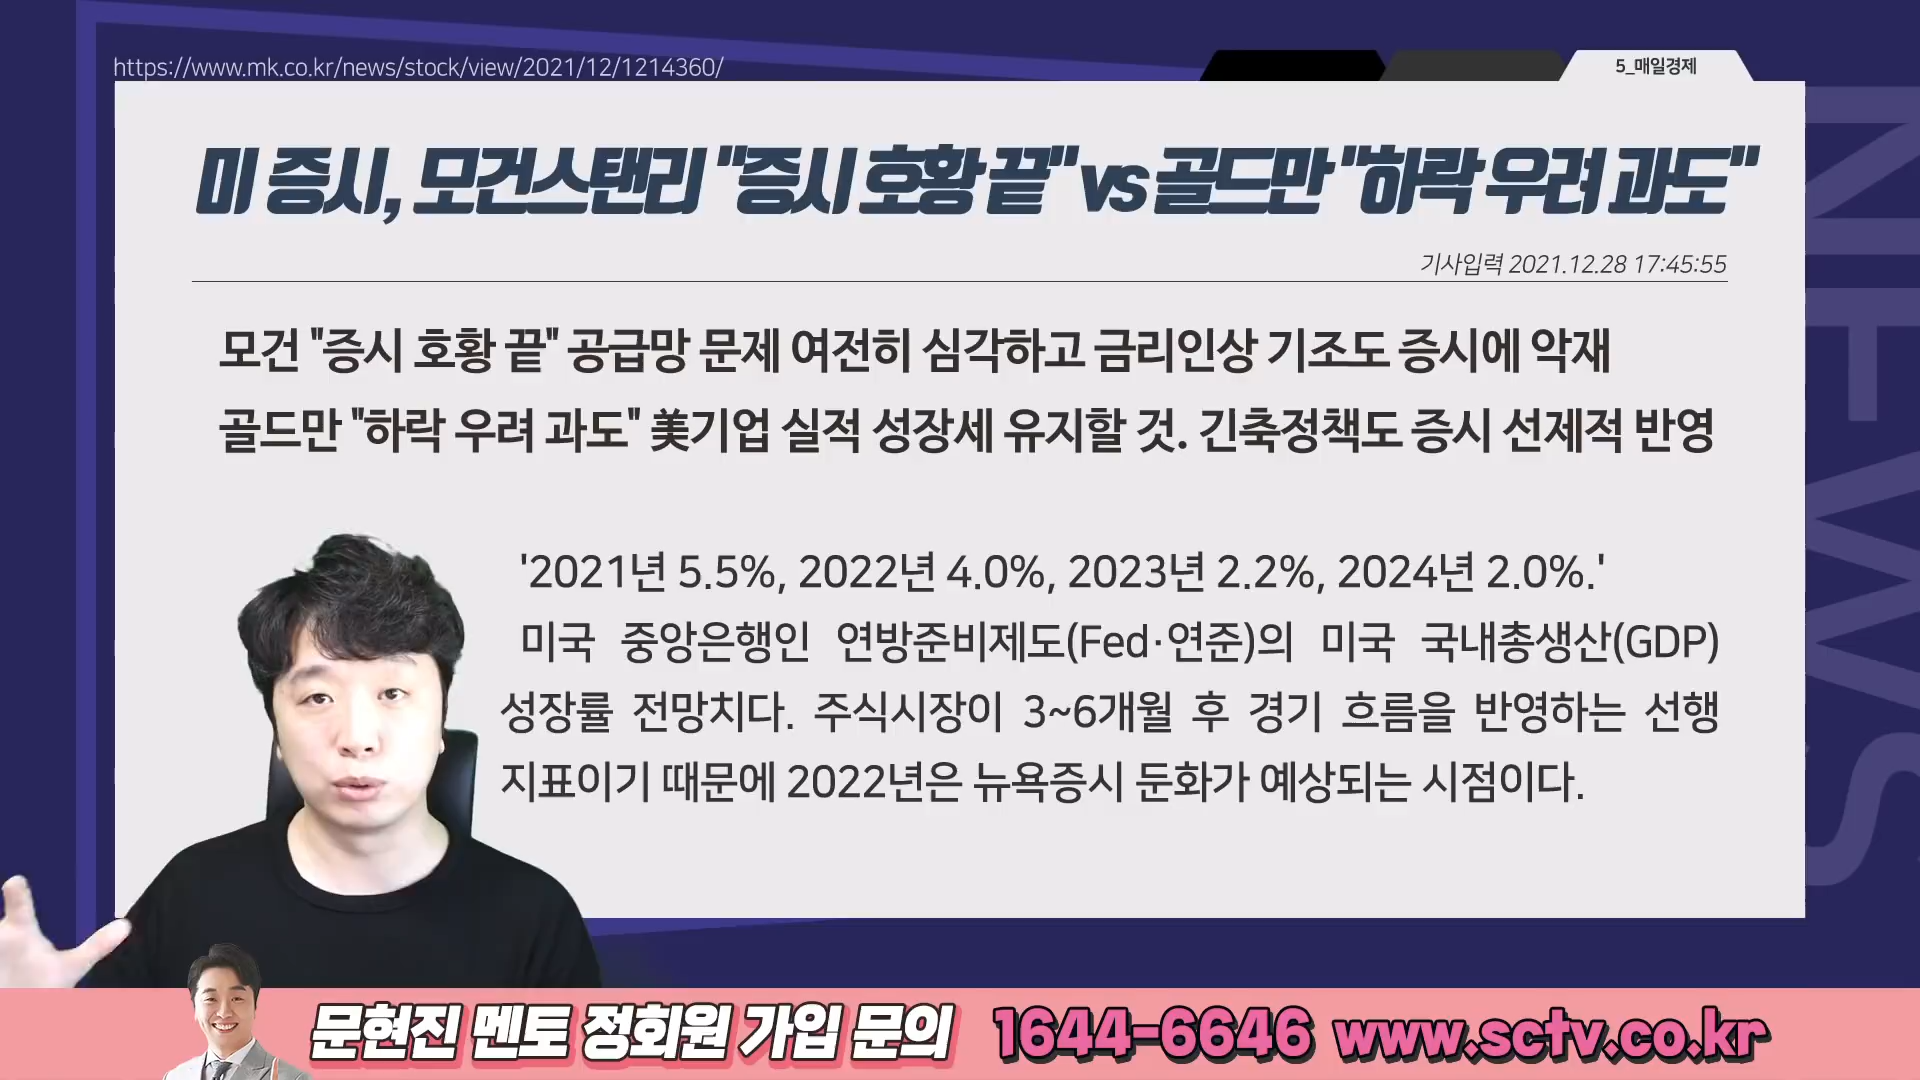 https://www.mk.co.kr/news/stock/view/2021/12/1214360/
5_매일경제
미 증시, 모건스탠리 "증시 호황 끝" vs 골드만 "하락 우려 과도"
기사입력 2021.12.28 17:45:55
모건 "증시 호황 끝" 공급망 문제 여전히 심각하고 금리인상 기조도 증시에 악재
골드만 "하락 우려 과도" 美기업 실적 성장세 유지할 것. 긴축정책도 증시 선제적 반영
'2021년 5.5%, 2022년 4.0%, 2023년 2.2%, 2024년 2.0%.'
미국 중앙은행인 연방준비제도(Fed·연준)의 미국 국내총생산(GDP)
성장률 전망치다. 주식시장이 3~6개월 후 경기 흐름을 반영하는 선행
지표이기 때문에 2022년은 뉴욕증시 둔화가 예상되는 시점이다.
NEWS
문현진 멘토 정회원 가입 문의 1644-6646 www.sctv.co.kr